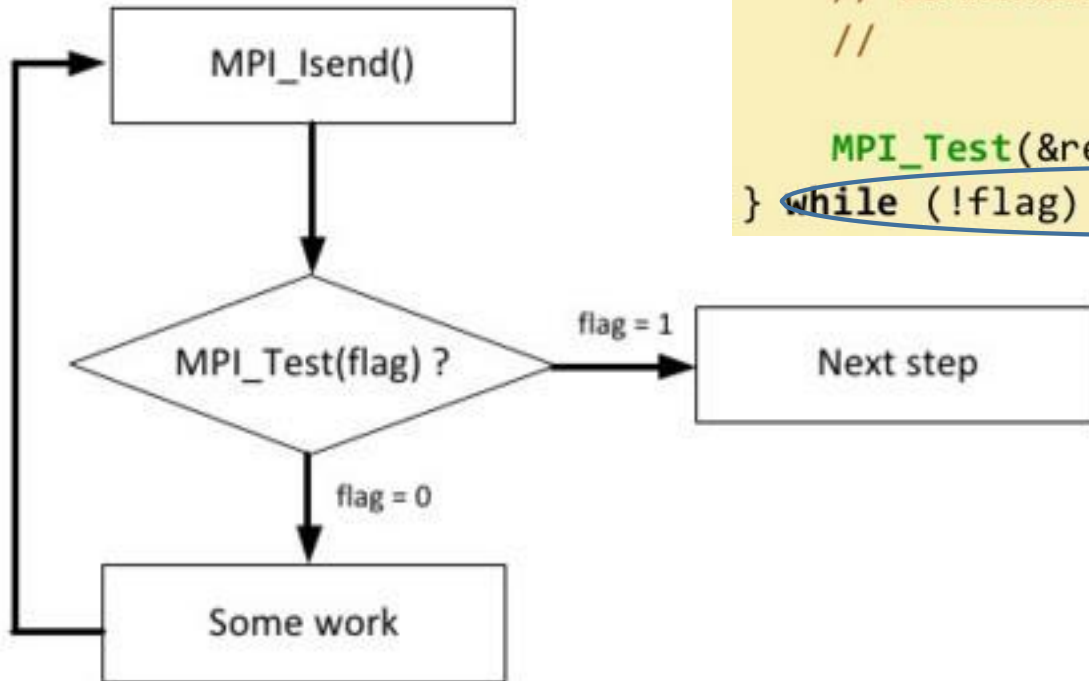 MPI_Isend()
//
MPI_Test(&re
} while (!flag)
MPI_Test(flag) ?
flag = 1
Next step
flag = 0
Some work